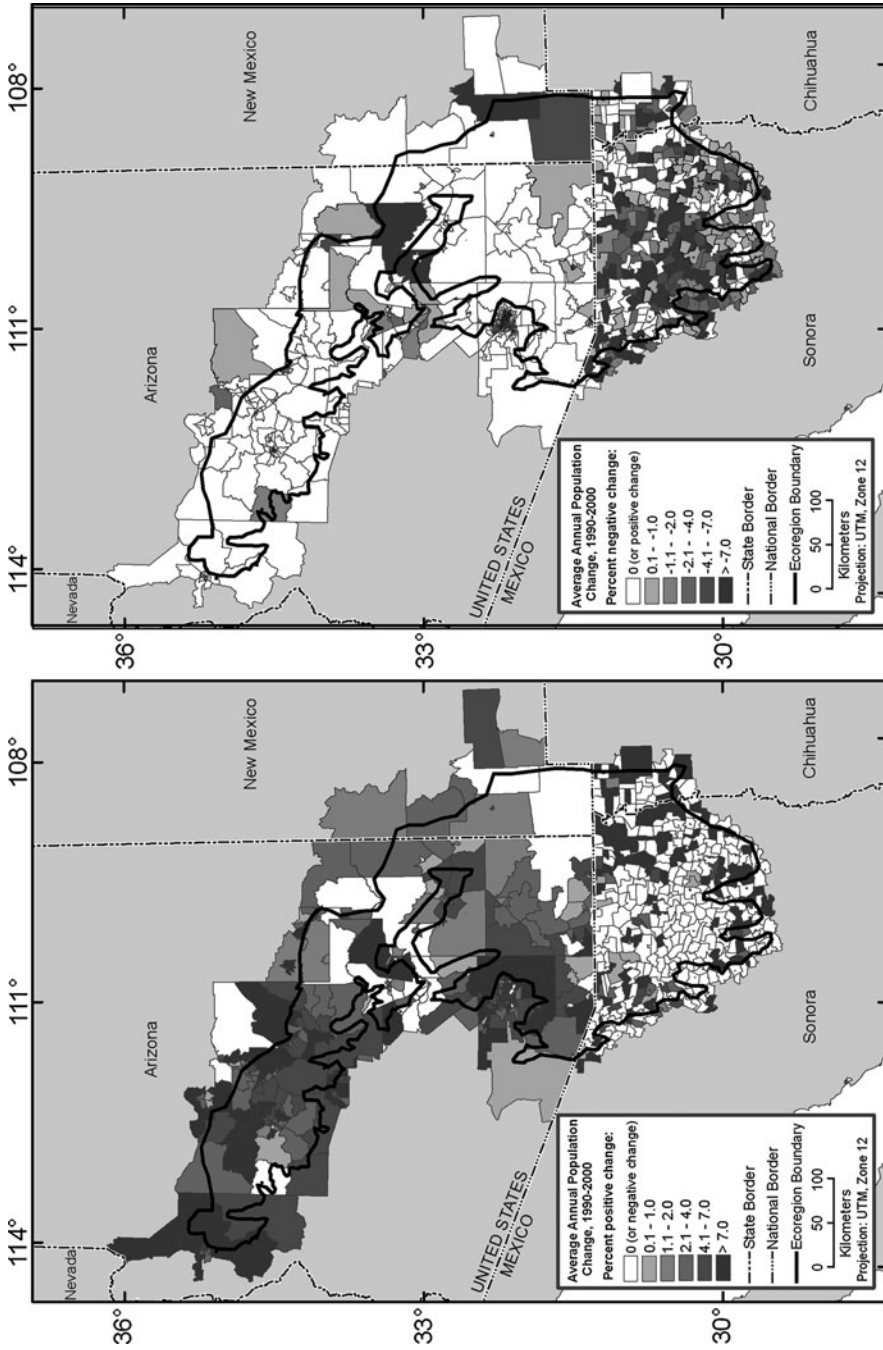 114°
111°
108°
36°
33°
30°
Nevada
Arizona
New Mexico
UNITED STATES
MEXICO
Sonora
Chihuahua
Average Annual Population
Change, 1990-2000
Percent positive change:
0 (or negative change)
0.1 - 1.0
1.1 - 2.0
2.1 - 4.0
4.1 - 7.0
> 7.0
State Border
National Border
Ecoregion Boundary
0 50 100
Kilometers
Projection: UTM, Zone 12
114°
111°
108°
36°
33°
30°
Nevada
Arizona
New Mexico
UNITED STATES
MEXICO
Sonora
Chihuahua
Average Annual Population
Change, 1990-2000
Percent negative change:
0 (or positive change)
0.1 - -1.0
-1.1 - -2.0
-2.1 - -4.0
-4.1 - -7.0
> -7.0
State Border
National Border
Ecoregion Boundary
0 50 100
Kilometers
Projection: UTM, Zone 12